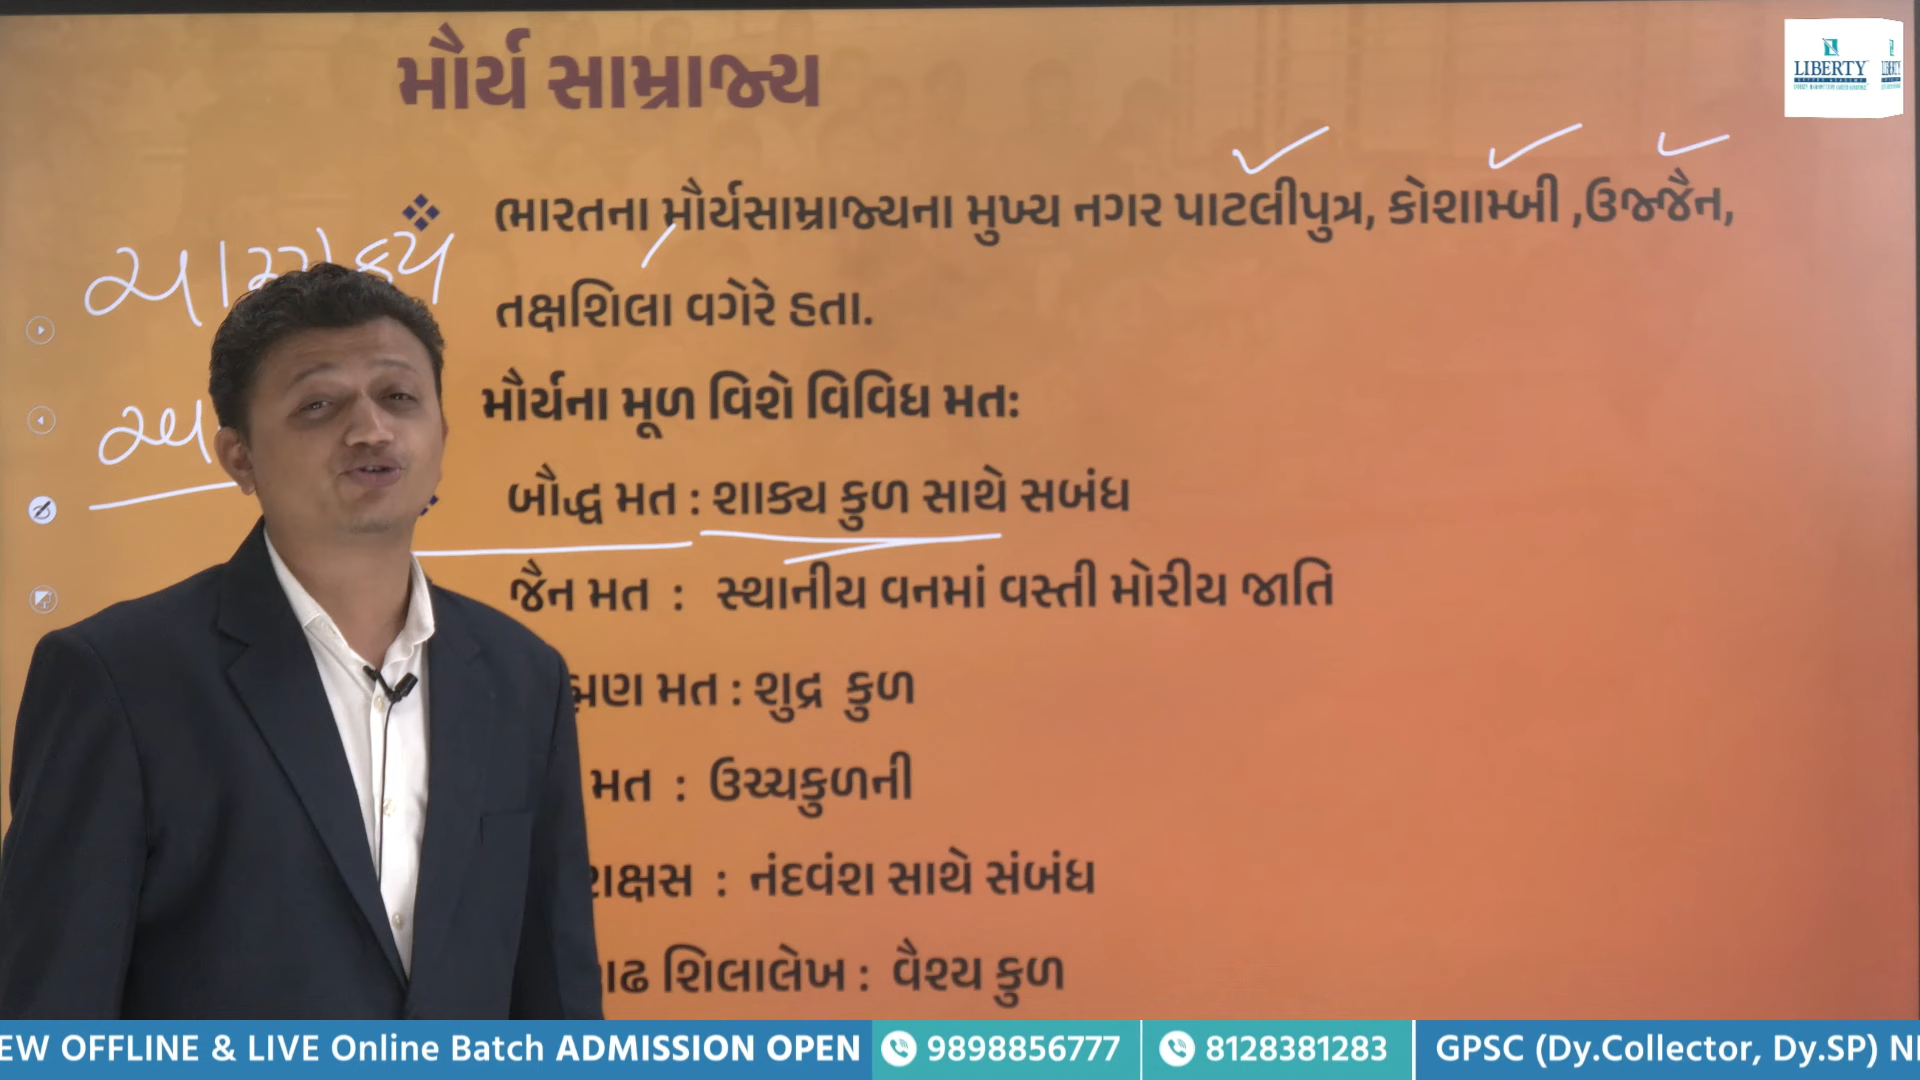 મૌર્ય સામ્રાજ્ય
LIBERTY
ભારતના મૌર્યસામ્રાજ્યના મુખ્ય નગર પાટલીપુત્ર, કોશામ્બી ,ઉજ્જૈન,
તક્ષશિલા વગેરે હતા.
મૌર્યના મૂળ વિશે વિવિધ મત:
બૌદ્ધ મત : શાક્ય કુળ સાથે સબંધ
જૈન મત : સ્થાનીય વનમાં વસ્તી મોરીય જાતિ
મત : શુદ્ર કુળ
મત : ઉચ્ચકુળની
: નંદવંશ સાથે સંબંધ
શિલાલેખ : વૈશ્ય કુળ
EW OFFLINE & LIVE Online Batch ADMISSION OPEN 9898856777 8128381283 GPSC (Dy.Collector, Dy.SP)